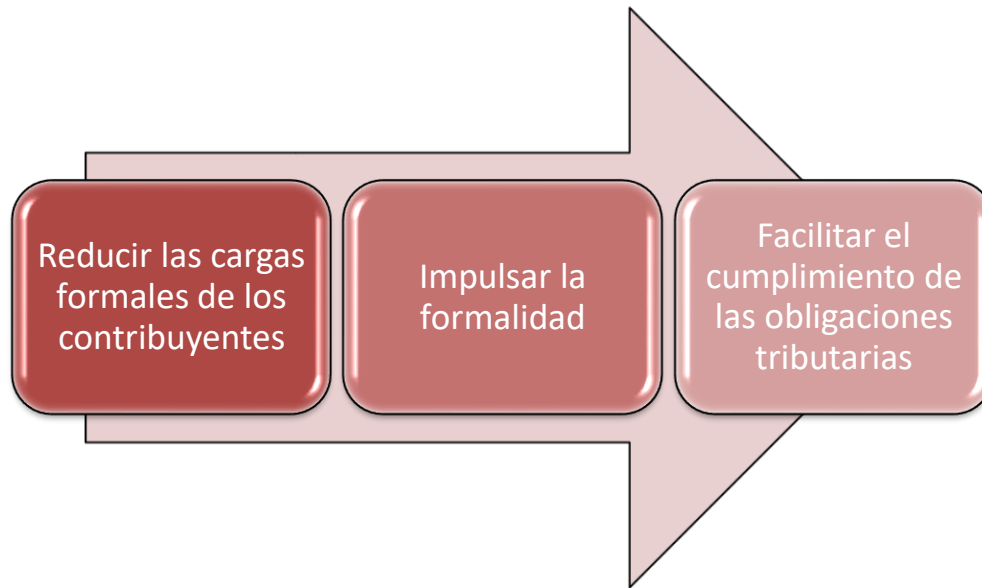 Reducir las cargas
formales de los
contribuyentes
Impulsar la
formalidad
Facilitar el
cumplimiento de
las obligaciones
tributarias